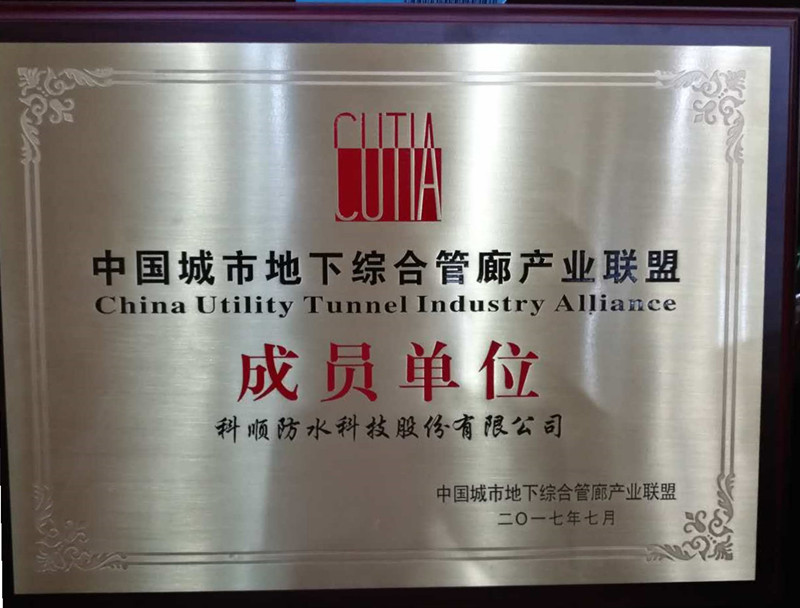 CUTIA
中国城市地下综合管廊产业联盟
China Utility Tunnel Industry Alliance
成员单位
科顺防水科技股份有限公司
中国城市地下综合管廊产业联盟
二〇一七年七月